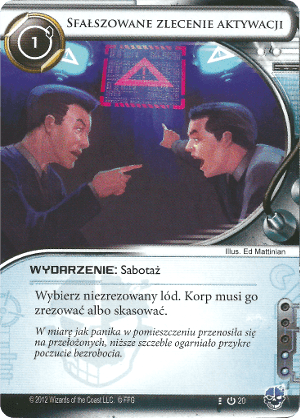 Sfałszowane zlecenie aktywacji
1
Illus. Ed Mattinian
WYDARZENIE: Sabotaż
Wybierz niezrezowany lód. Korp musi go
zrezować albo skasować.
W miarę jak panika w pomieszczeniu przenosiła się
na przełożonych, niższe szczeble ogarniało przykre
poczucie bezrobocia.
© 2012 Wizards of the Coast LLC. © FFG
20